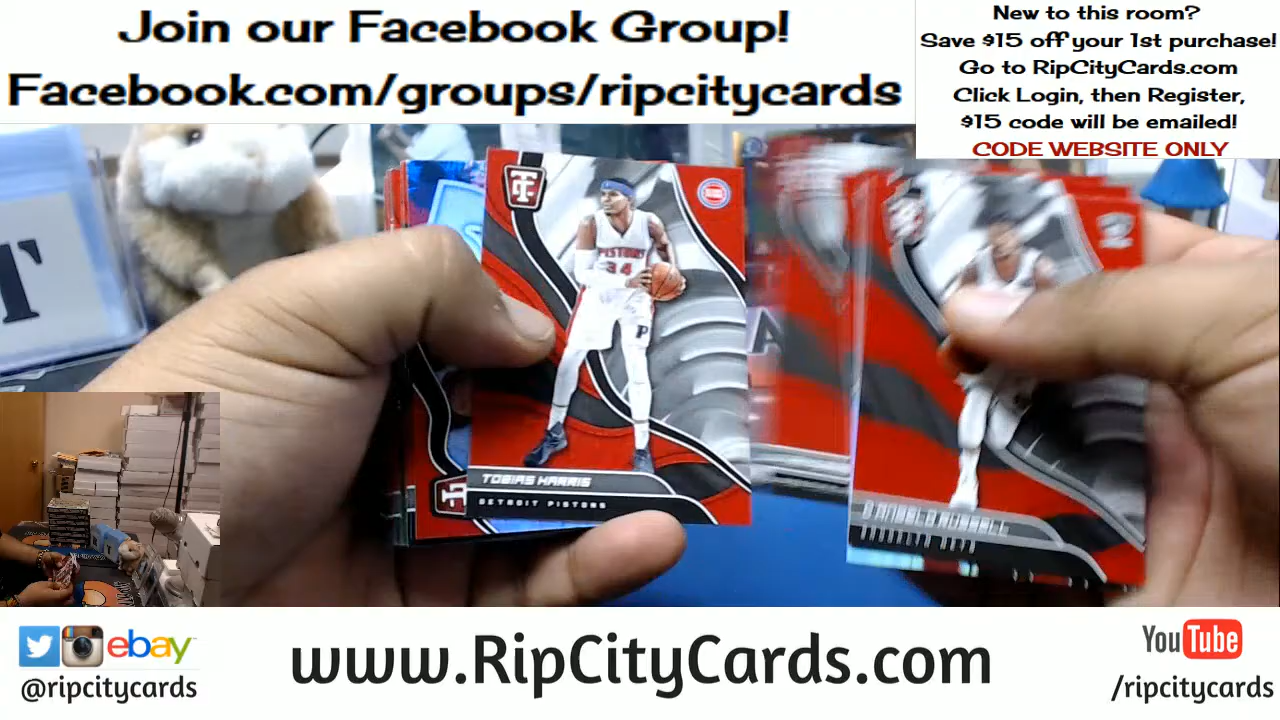 Join our Facebook Group!
Facebook.com/groups/ripcitycards
New to this room?
Save $15 off your 1st purchase!
Go to RipCityCards.com
Click Login, then Register,
$15 code will be emailed!
CODE WEBSITE ONLY
T
PISTONS
34
P
TOBIAS HARRIS
DETROIT PISTONS
ebay
@ripcitycards
www.RipCityCards.com
YouTube
/ripcitycards